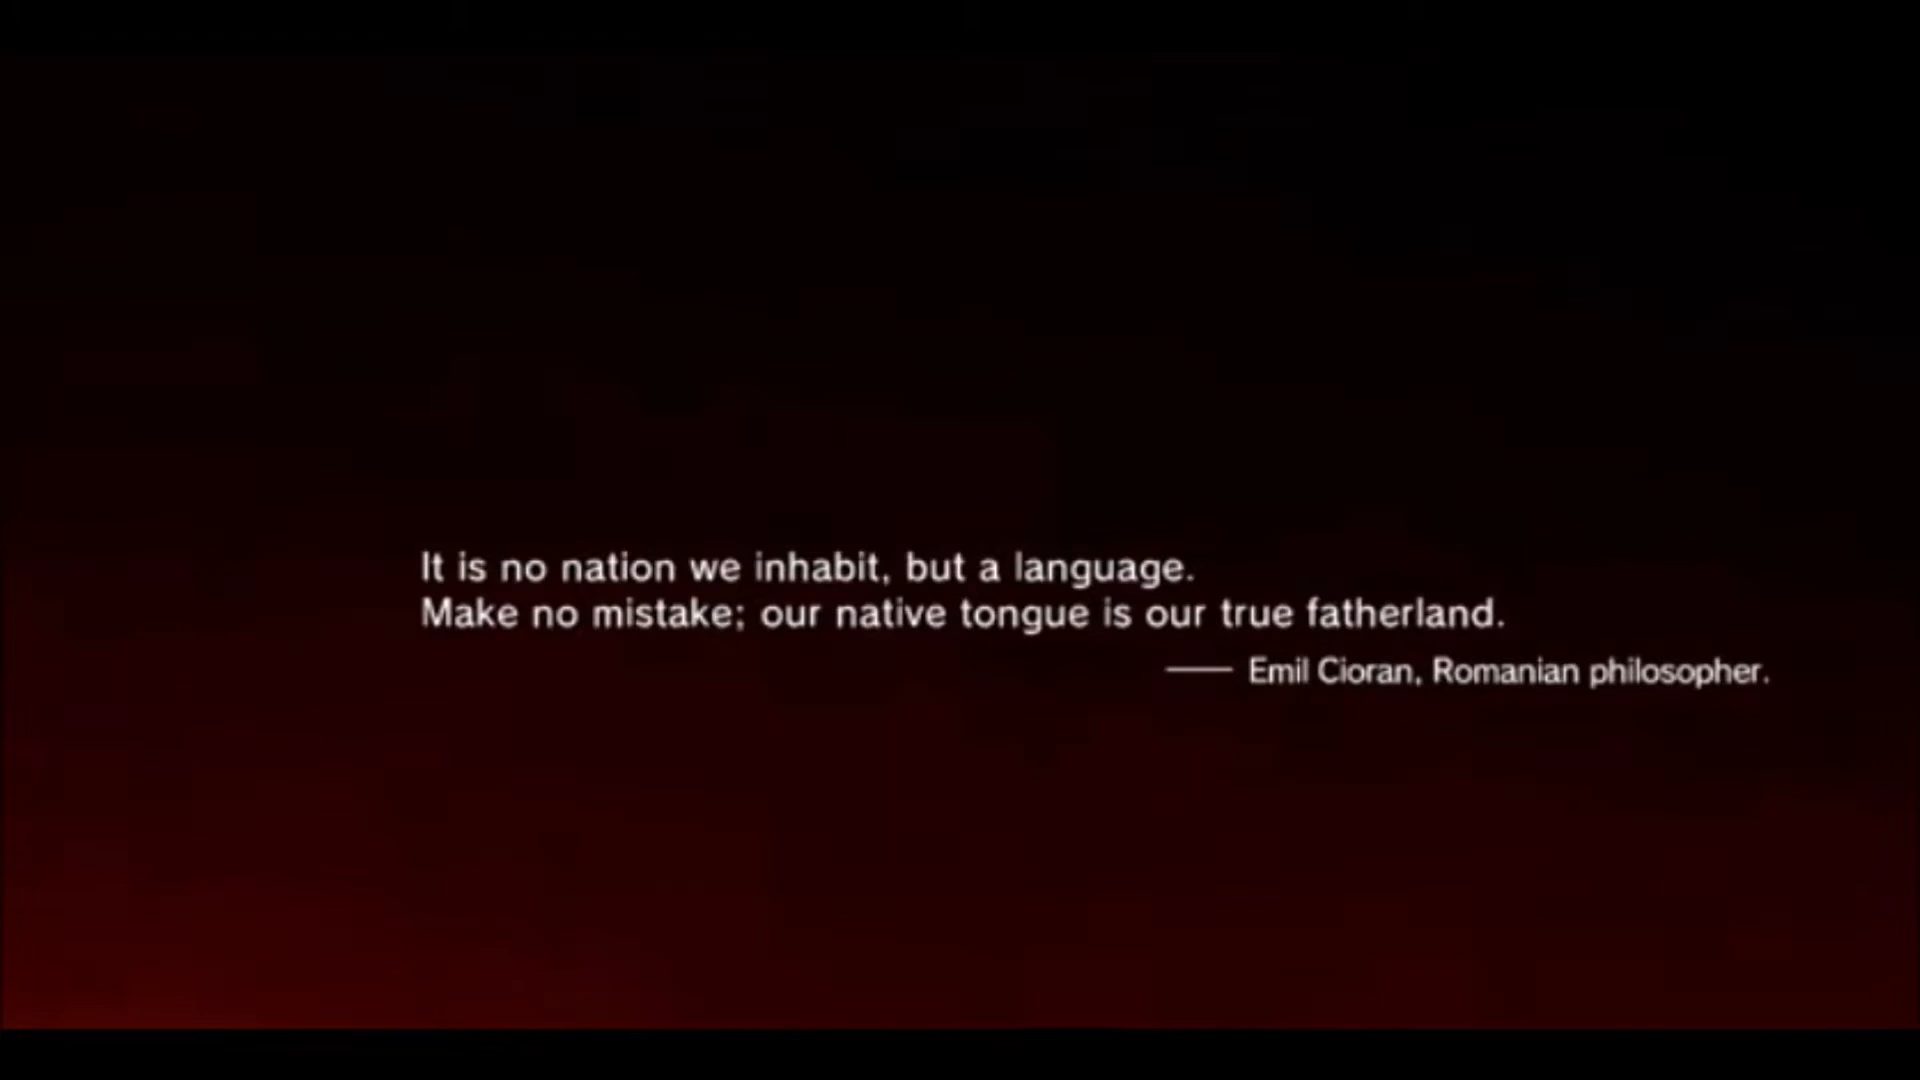 It is no nation we inhabit, but a language.
Make no mistake; our native tongue is our true fatherland.
—— Emil Cioran, Romanian philosopher.